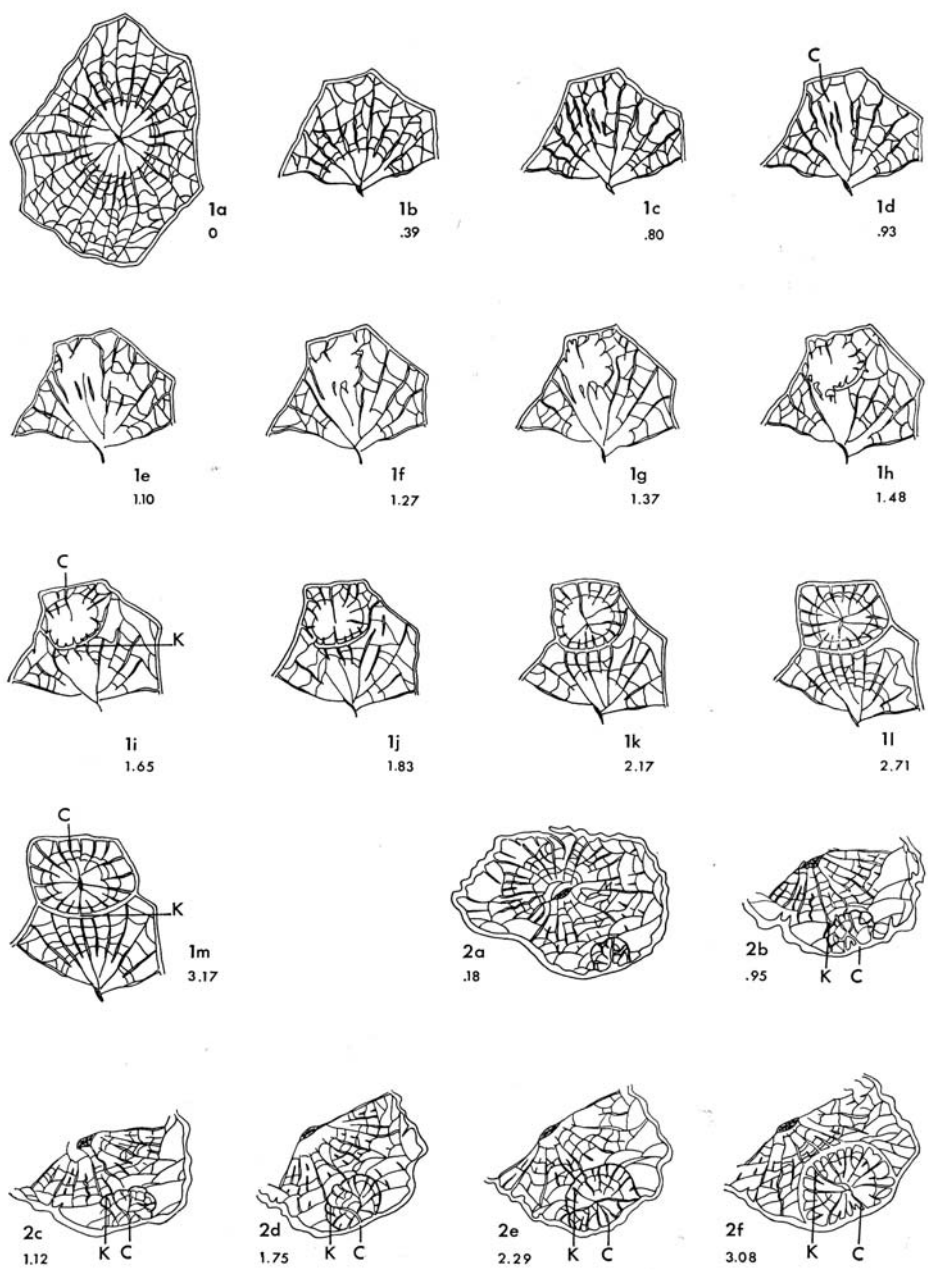 1a
0
1b
.39
1c
.80
C
1d
.93
1e
1.10
1f
1.27
1g
1.37
1h
1.48
C
K
1i
1.65
1j
1.83
1k
2.17
1l
2.71
C
K
1m
3.17
2a
.18
2b
.95
K C
2c
1.12
K C
2d
1.75
K C
2e
2.29
K C
2f
3.08
K C